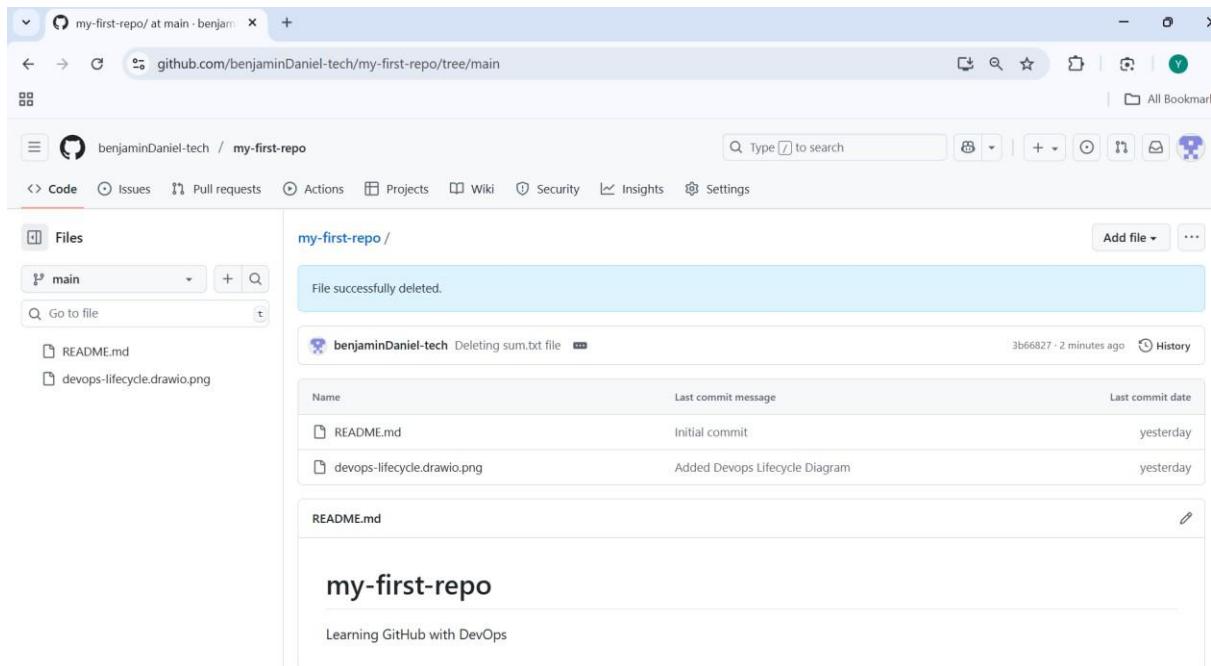 my-first-repo/ at main · benjam
github.com/benjaminDaniel-tech/my-first-repo/tree/main
Y
All Bookmar
benjaminDaniel-tech / my-first-repo
Type / to search
<> Code Issues Pull requests Actions Projects Wiki Security Insights Settings
Files
my-first-repo /
Add file
main
File successfully deleted.
Go to file
t
benjaminDaniel-tech Deleting sum.txt file
3b66827 · 2 minutes ago
History
README.md
devops-lifecycle.drawio.png
Name Last commit message Last commit date
README.md Initial commit yesterday
devops-lifecycle.drawio.png Added Devops Lifecycle Diagram yesterday
README.md
my-first-repo
Learning GitHub with DevOps